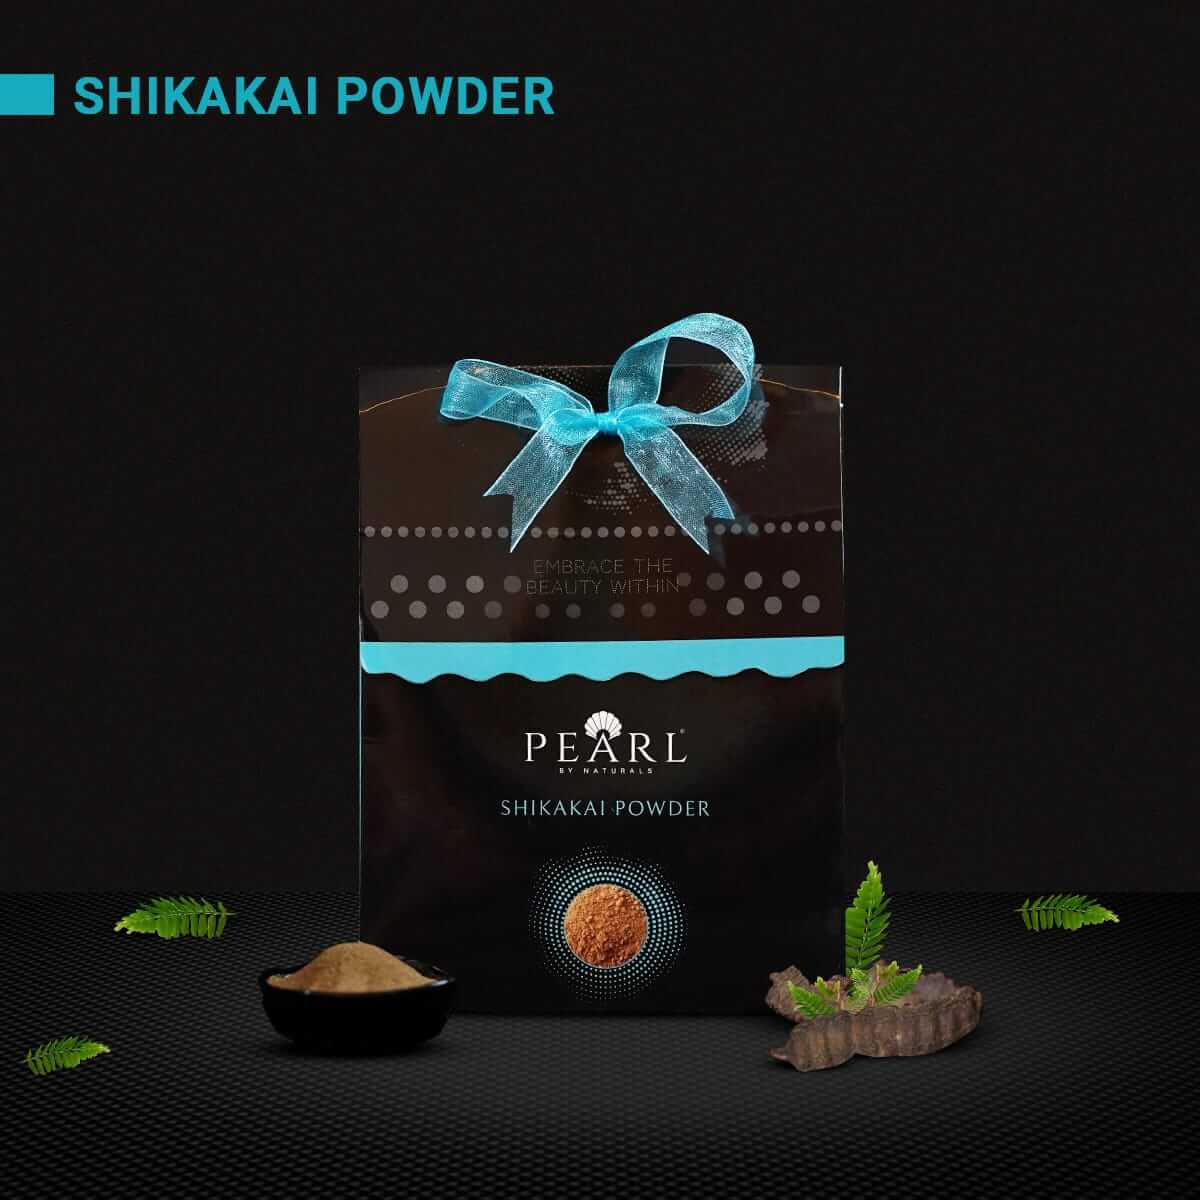 SHIKAKAI POWDER
EMBRACE THE
BEAUTY WITHIN
PEARL®
BY NATURALS
SHIKAKAI POWDER